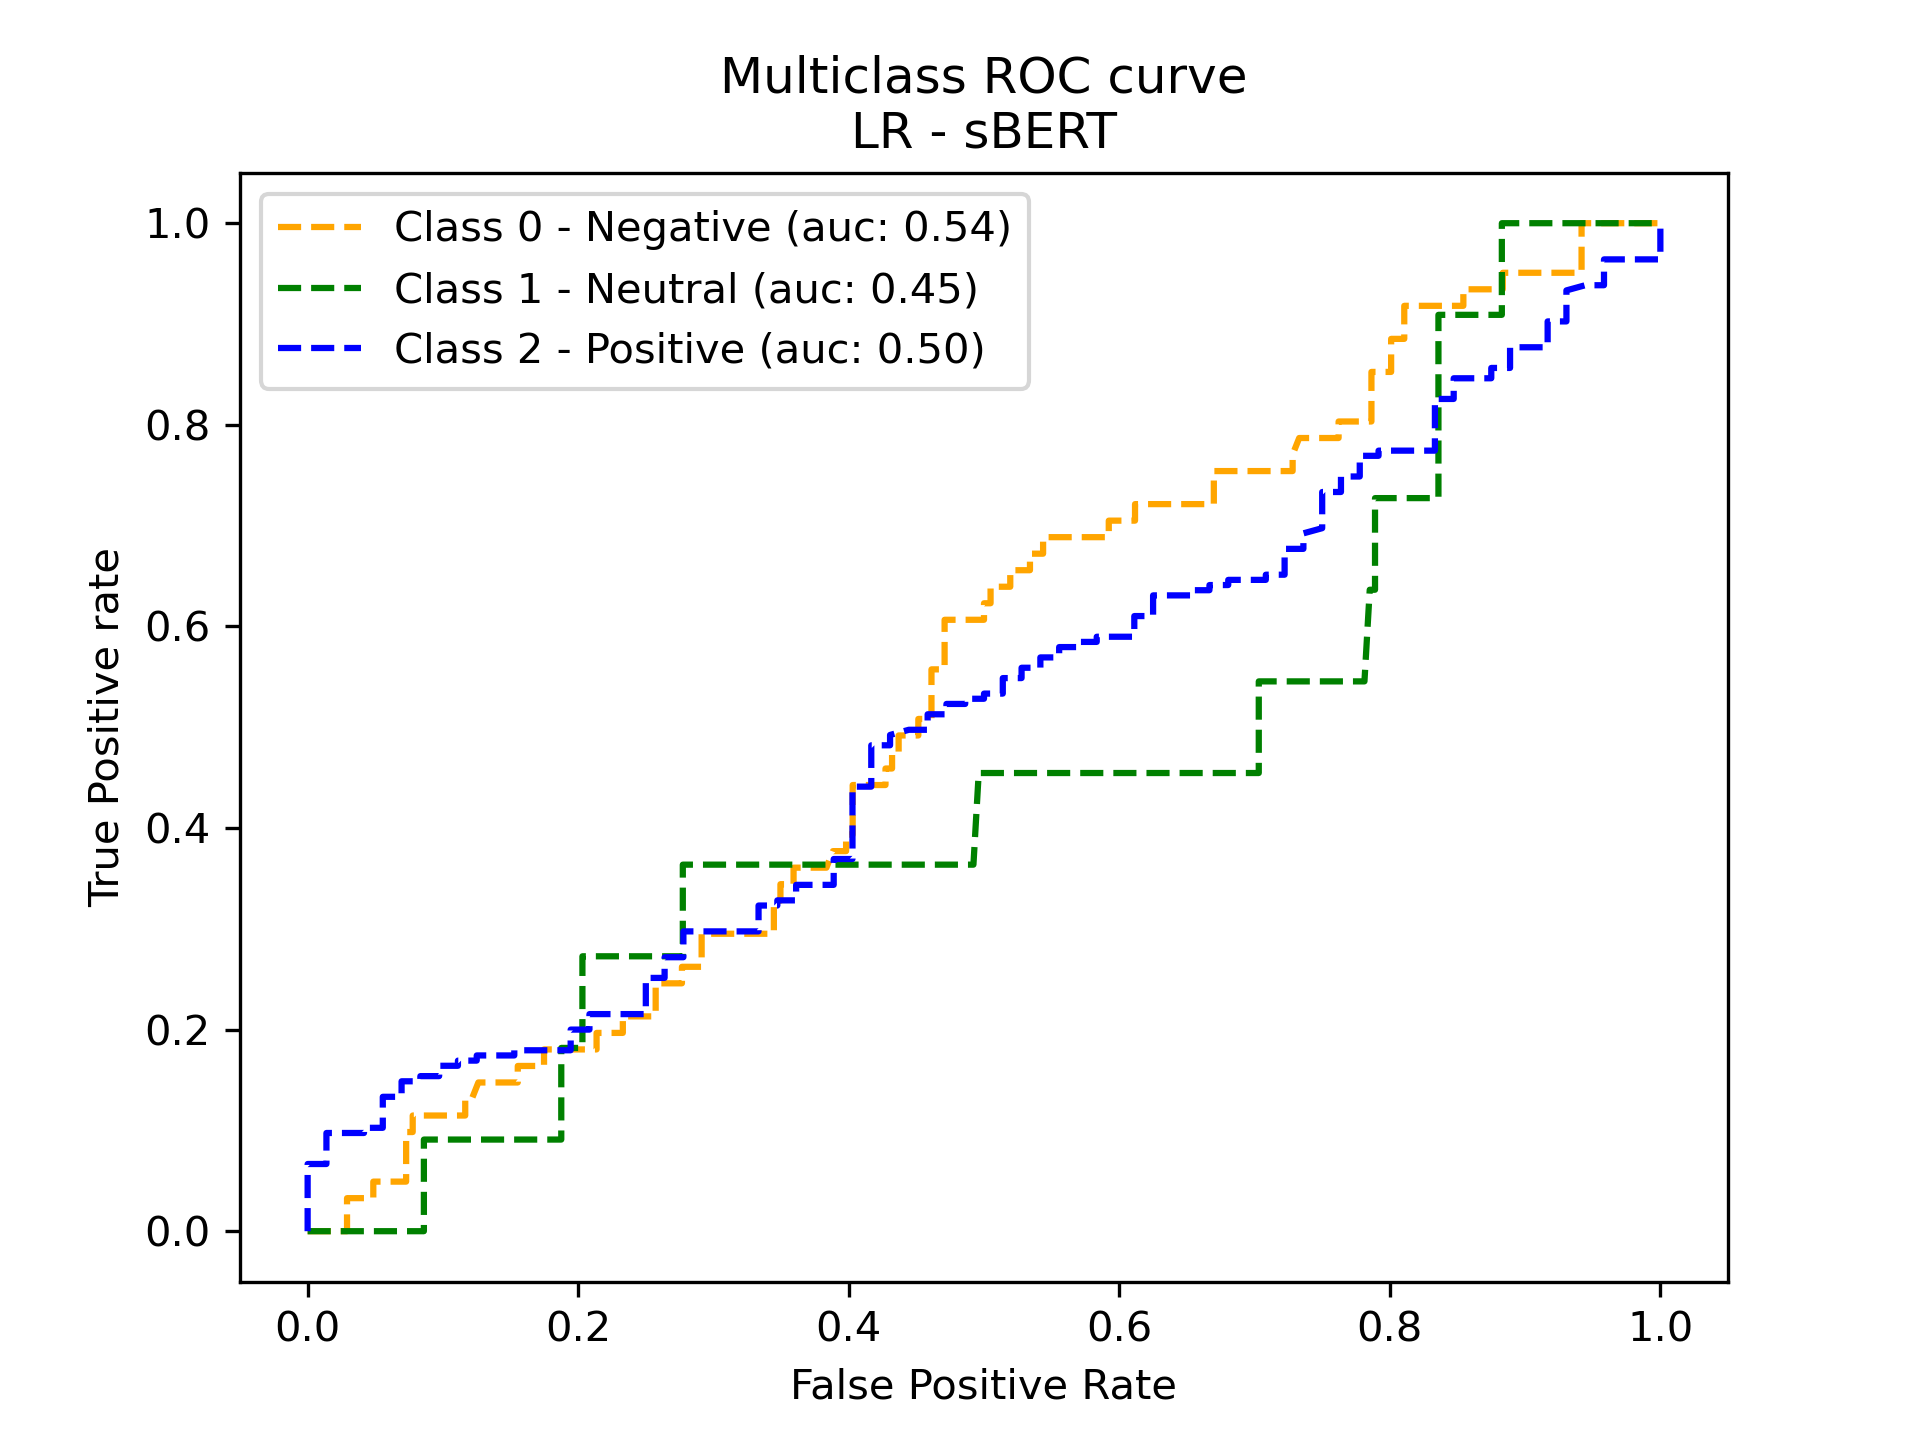 Multiclass ROC curve
LR - sBERT
Class 0 - Negative (auc: 0.54)
Class 1 - Neutral (auc: 0.45)
Class 2 - Positive (auc: 0.50)
True Positive rate
1.0
0.8
0.6
0.4
0.2
0.0
0.0 0.2 0.4 0.6 0.8 1.0
False Positive Rate